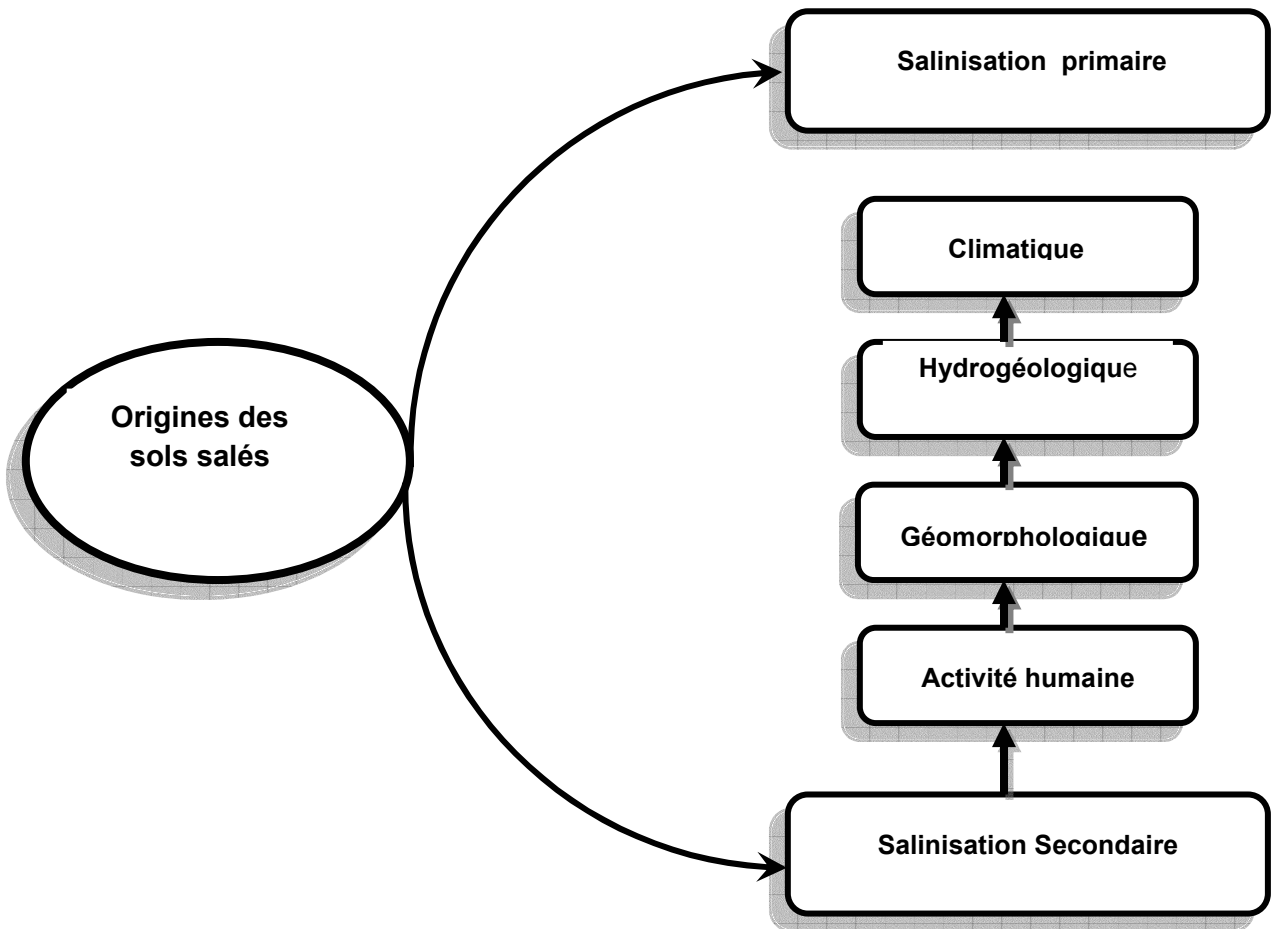 Salinisation primaire
Climatique
Hydrogéologique
Origines des
sols salés
Géomorphologique
Activité humaine
Salinisation Secondaire